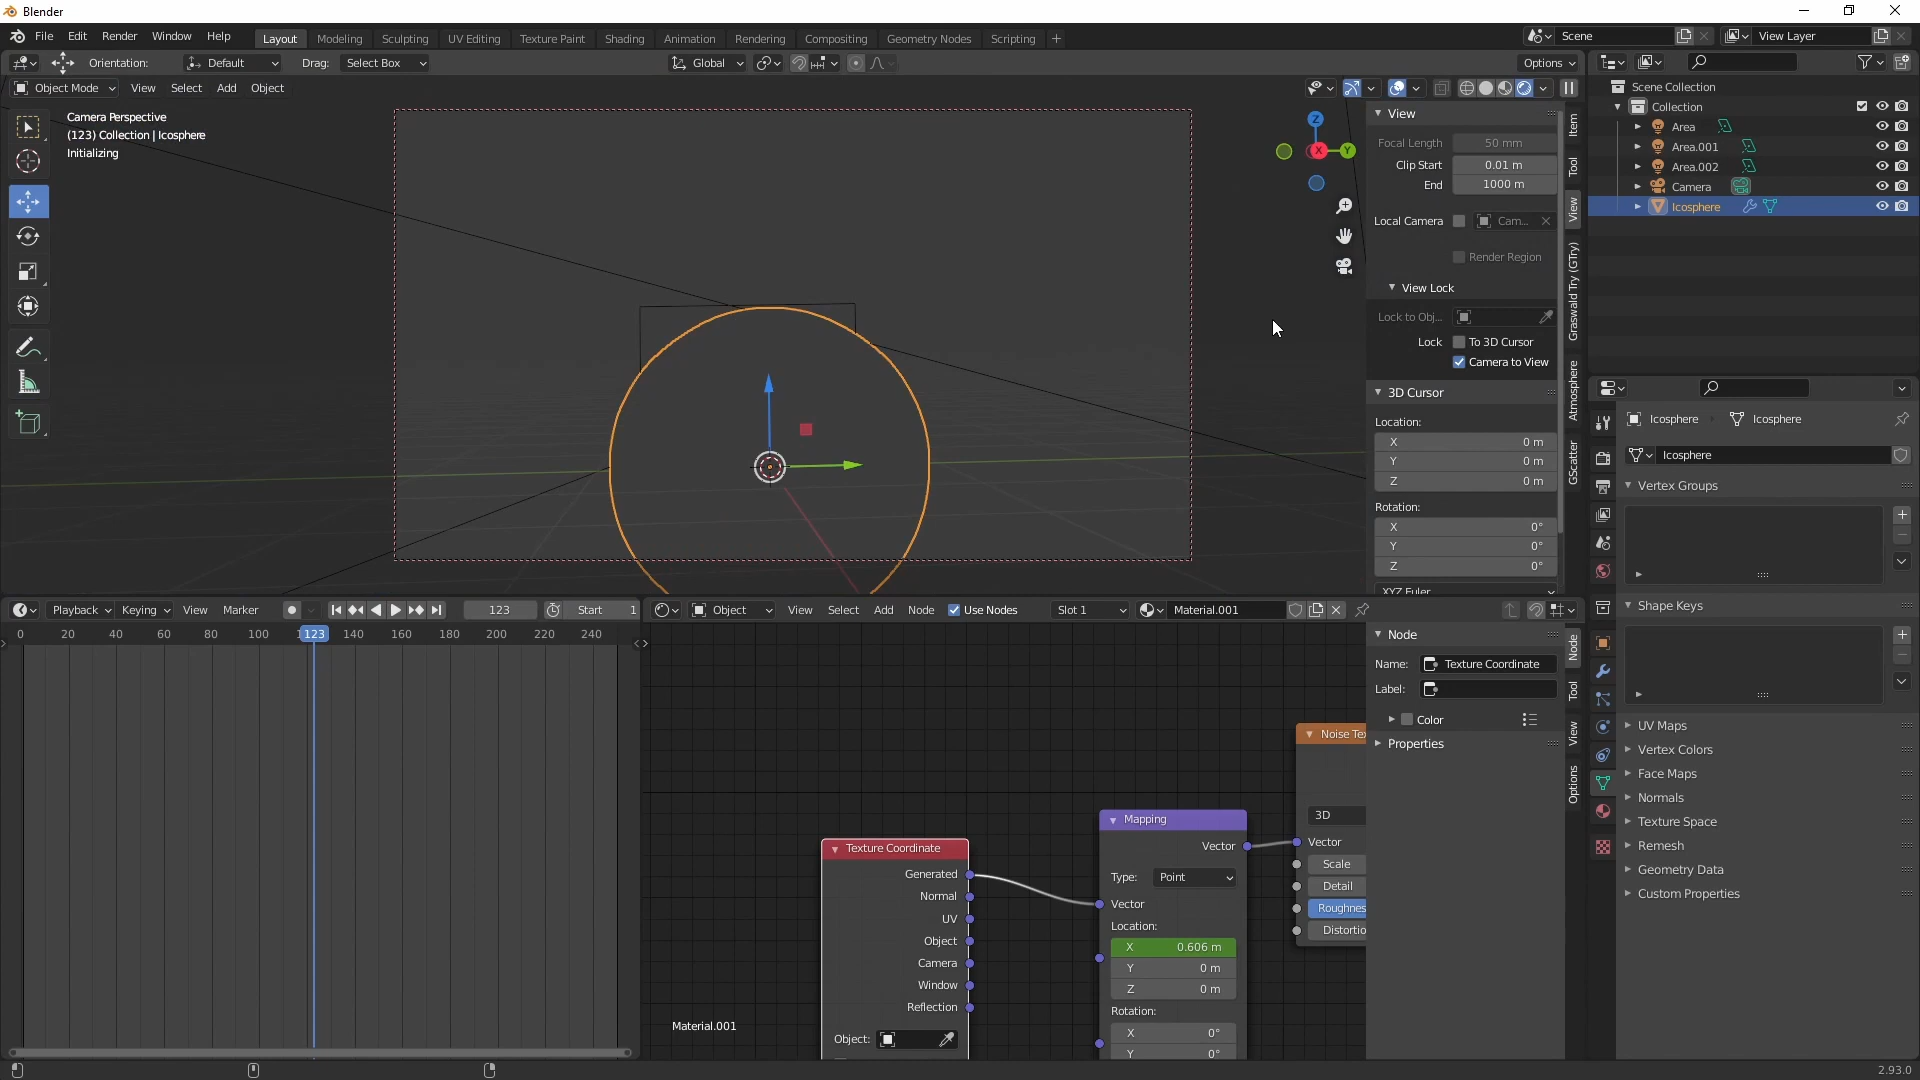 Blender
File Edit Render Window Help Layout Modeling Sculpting UV Editing Texture Paint Shading Animation Rendering Compositing Geometry Nodes Scripting + Scene View Layer
Orientation: Default Drag: Select Box Global Options
Object Mode View Select Add Object
Camera Perspective
(123) Collection | Icosphere
Initializing
Z
Y
X
View
Focal Length 50 mm
Clip Start 0.01 m
End 1000 m
Local Camera Cam...
Render Region
View Lock
Lock to Obj...
Lock To 3D Cursor
Camera to View
3D Cursor
Location:
X 0 m
Y 0 m
Z 0 m
Rotation:
X 0°
Y 0°
Z 0°
XYZ Euler
Item
Tool
View
Graswald Try (GTry)
Atmosphere
GScatter
Scene Collection
Collection
Area
Area.001
Area.002
Camera
Icosphere
Icosphere Icosphere
Icosphere
Vertex Groups
Shape Keys
UV Maps
Vertex Colors
Face Maps
Normals
Texture Space
Remesh
Geometry Data
Custom Properties
Playback Keying View Marker 123 Start 1
0 20 40 60 80 100 123 140 160 180 200 220 240
Object View Select Add Node Use Nodes Slot 1 Material.001
Node
Name: Texture Coordinate
Label:
Color
Properties
Node
Tool
View
Options
Texture Coordinate
Generated
Normal
UV
Object
Camera
Window
Reflection
Object:
Mapping
Vector
Type: Point
Vector
Location:
X 0.606 m
Y 0 m
Z 0 m
Rotation:
X 0°
Y 0°
Noise Tex
3D
Vector
Scale
Detail
Roughnes
Distortio
Material.001
2.93.0